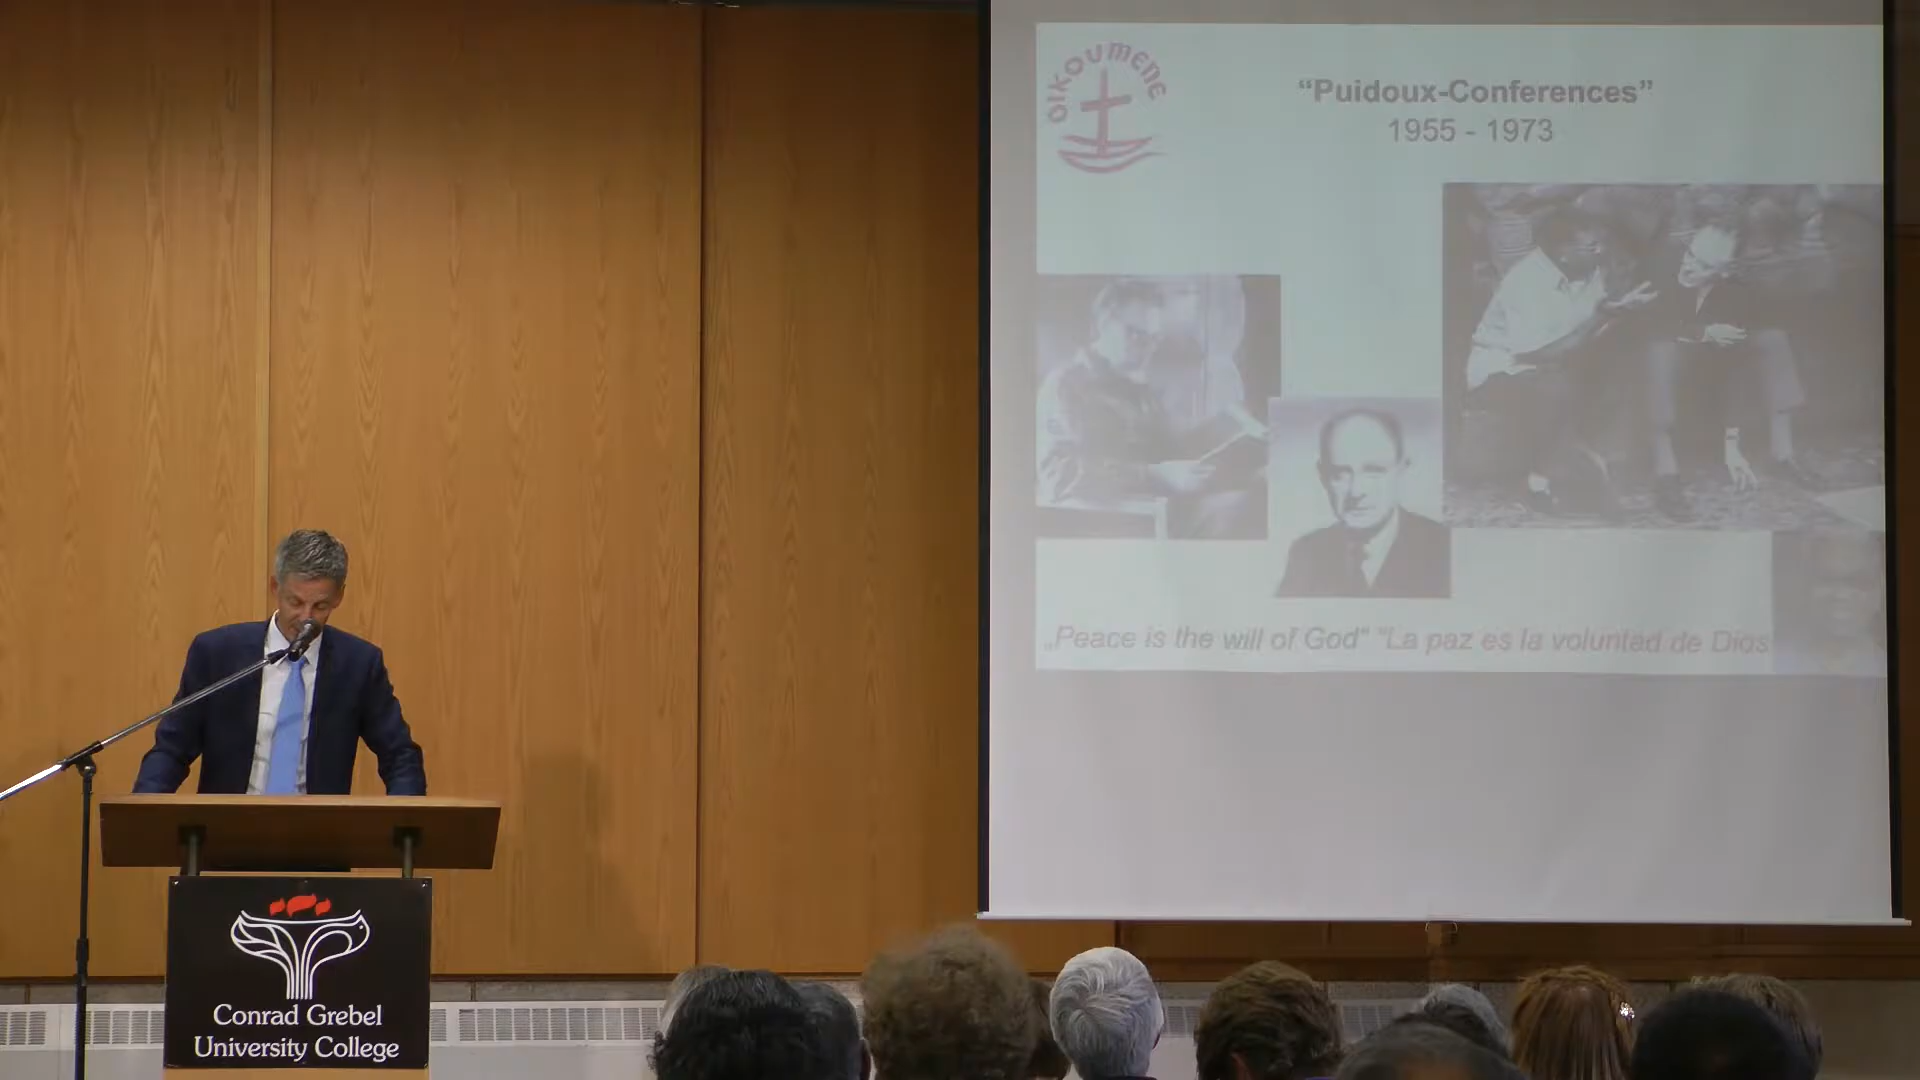 OIKOUMENE
“Puidoux-Conferences”
1955 - 1973
„Peace is the will of God“ “La paz es la voluntad de Dios
Conrad Grebel
University College